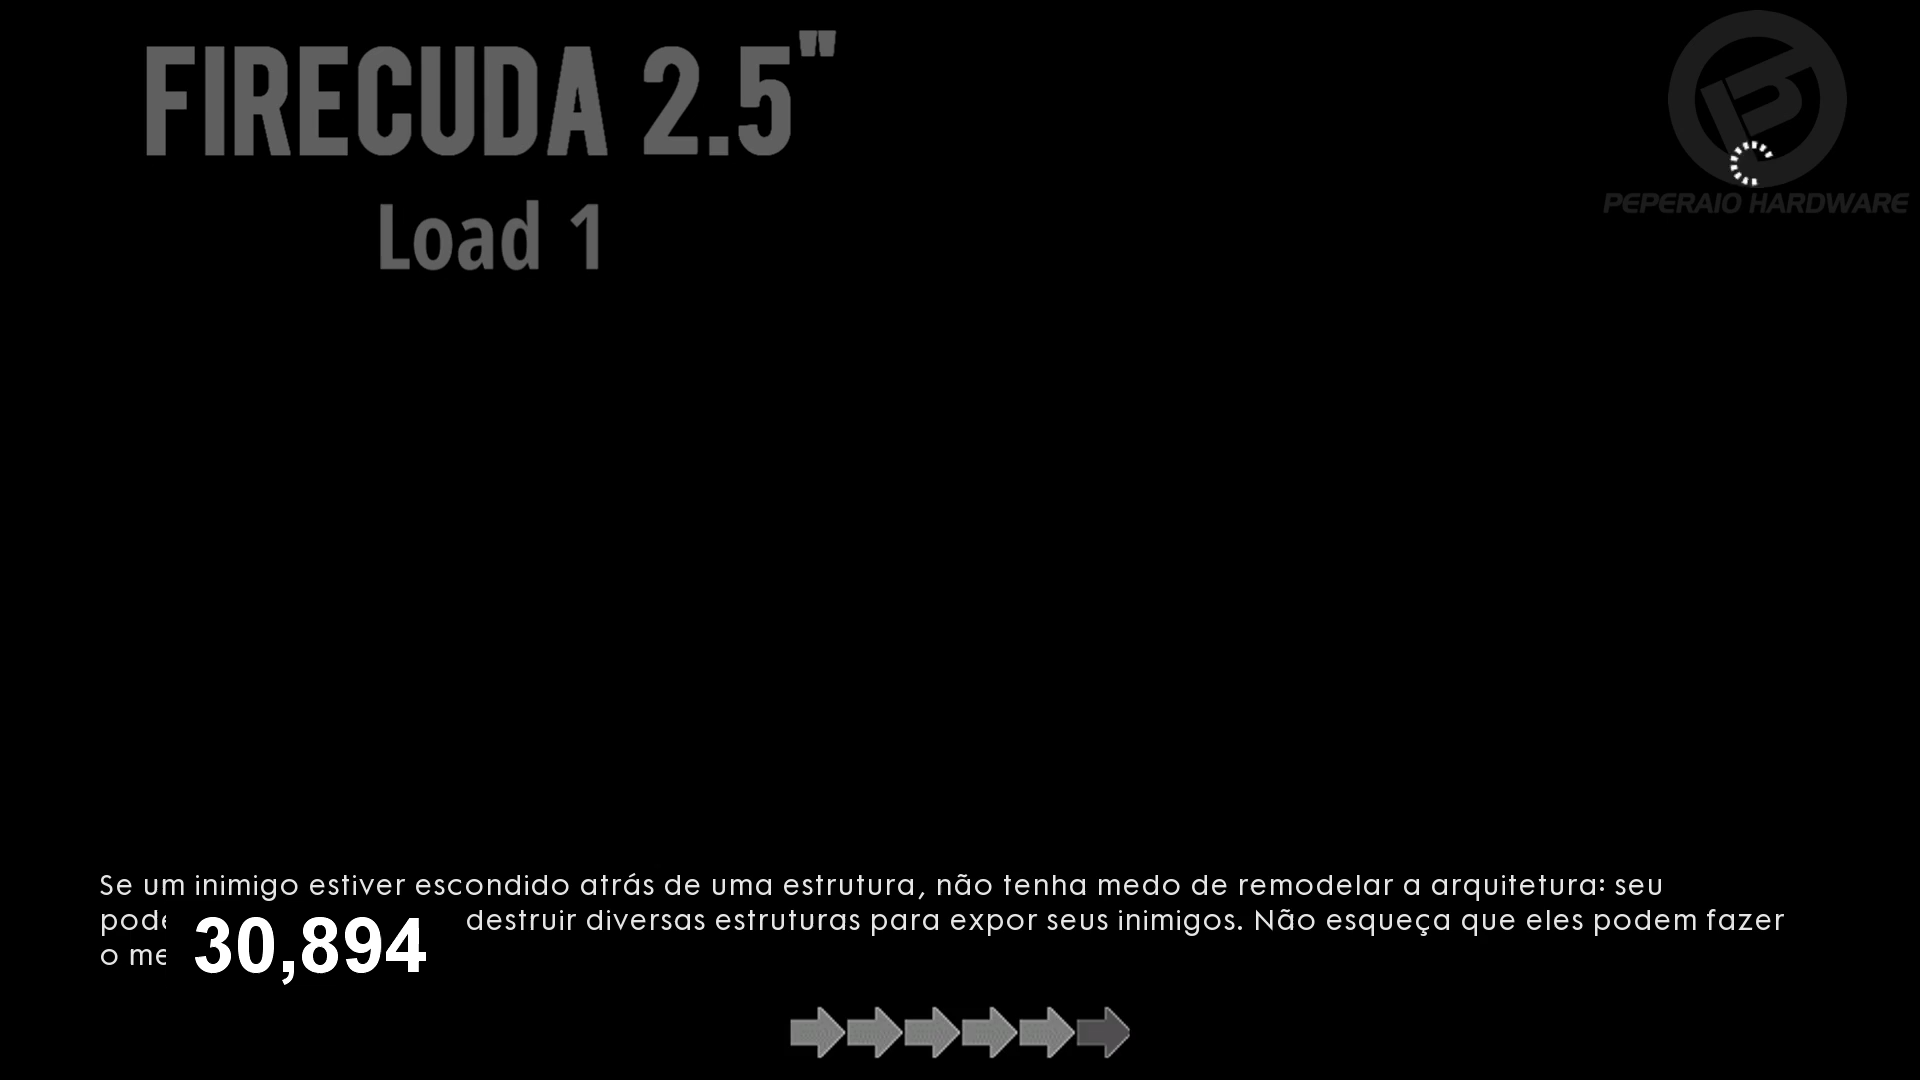 FIRECUDA 2.5"
Load 1
PEPERAIO HARDWARE
Se um inimigo estiver escondido atrás de uma estrutura, não tenha medo de remodelar a arquitetura: seu
destruir diversas estruturas para expor seus inimigos. Não esqueça que eles podem fazer
o
30,894